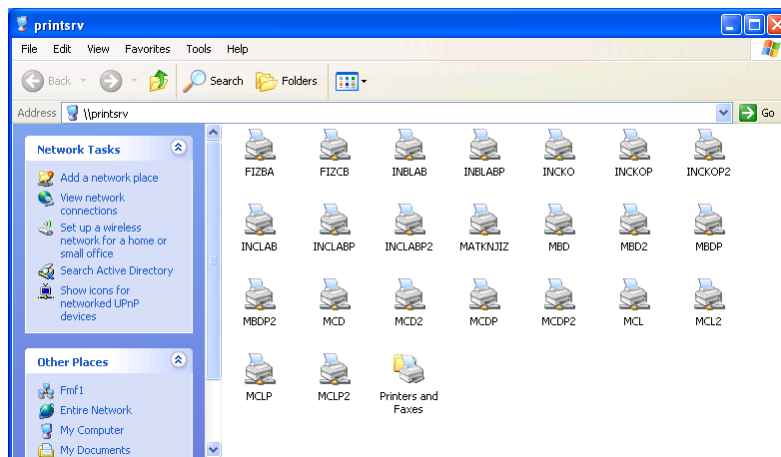 printsrv
File Edit View Favorites Tools Help
Back Search Folders
Address \\printsrv Go
Network Tasks
Add a network place
View network
connections
Set up a wireless
network for a home or
small office
Search Active Directory
Show icons for
networked UPnP
devices
Other Places
Fmf1
Entire Network
My Computer
My Documents
FIZBA FIZCB INBLAB INBLABP INCKO INCKOP INCKOP2
INCLAB INCLABP INCLABP2 MATKNJIZ MBD MBD2 MBDP
MBDP2 MCD MCD2 MCDP MCDP2 MCL MCL2
MCLP MCLP2 Printers and
Faxes